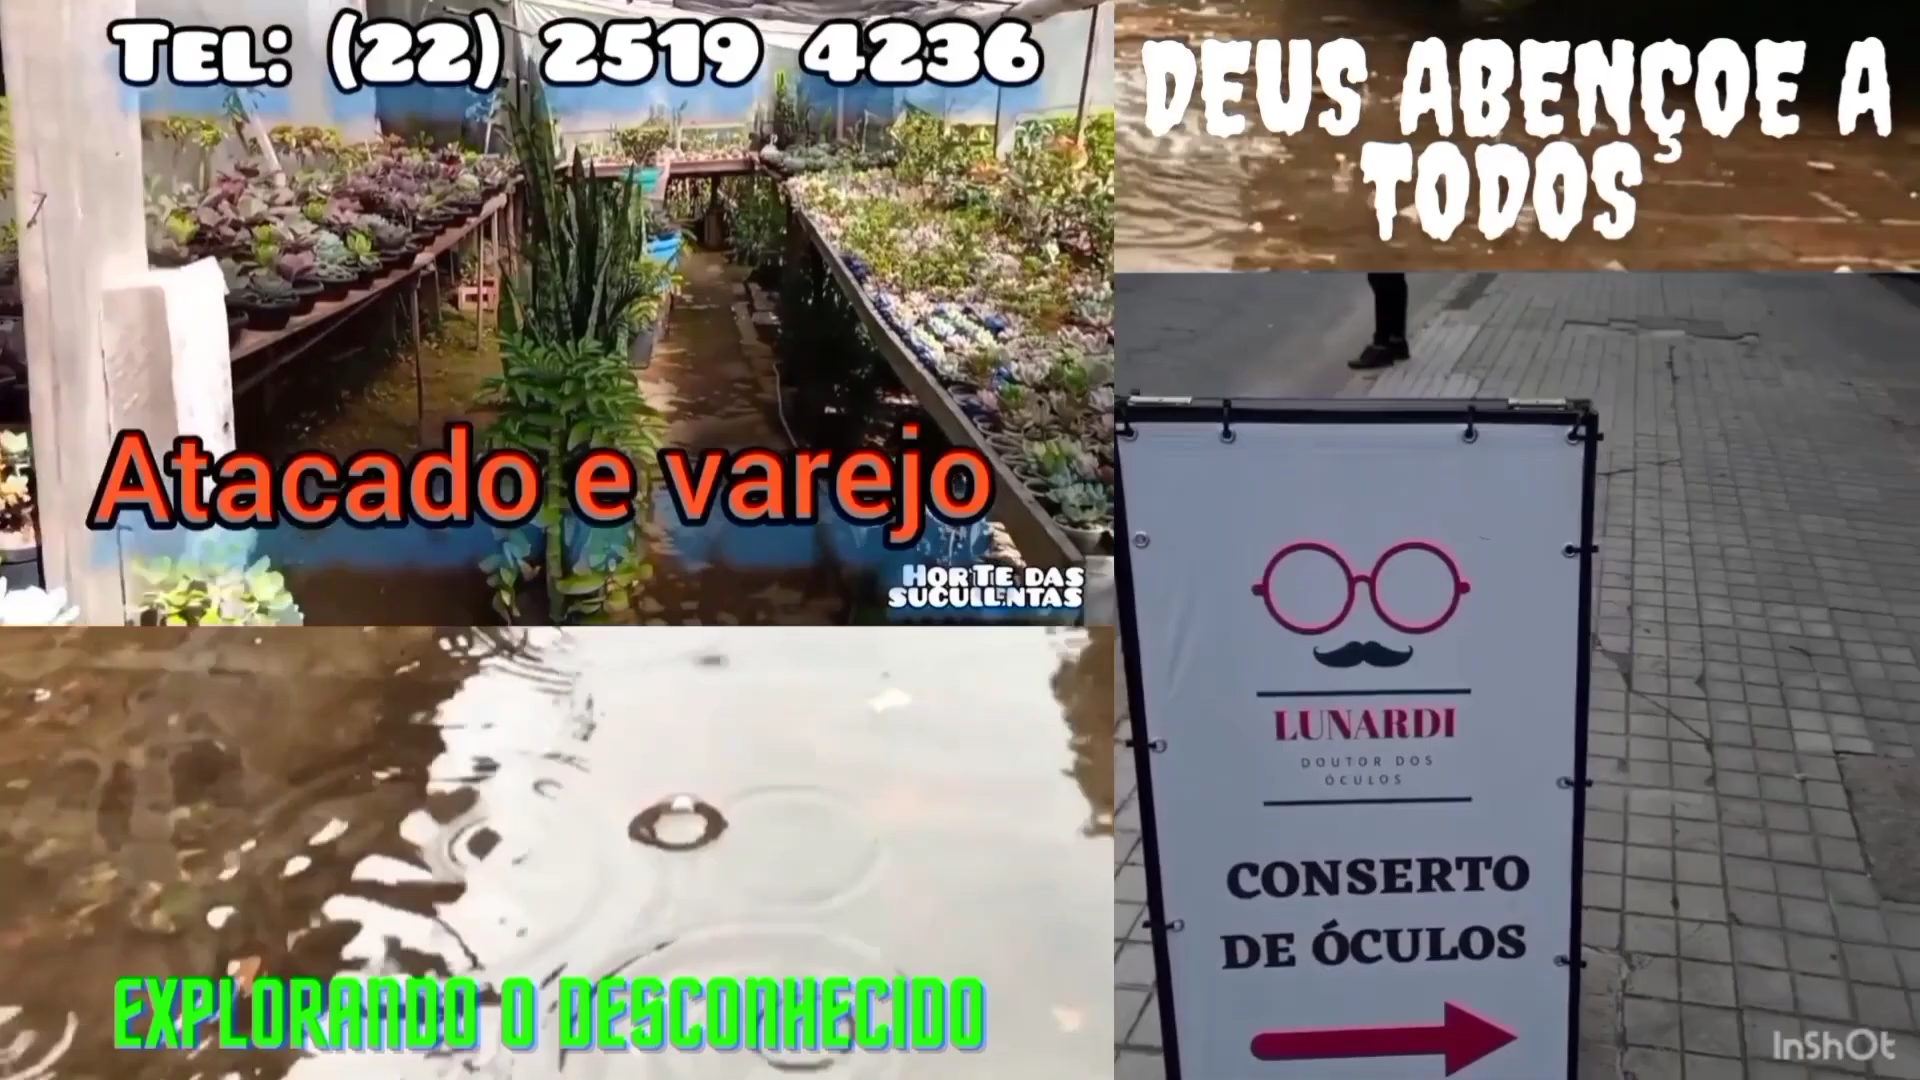 Tel: (22) 2519 4236
Atacado e varejo
HORTE DAS
SUCULENTAS
EXPLORANDO O DESCONHECIDO
DEUS ABENÇOE A
TODOS
LUNARDI
DOUTOR DOS
ÓCULOS
CONSERTO
DE ÓCULOS
InShOt